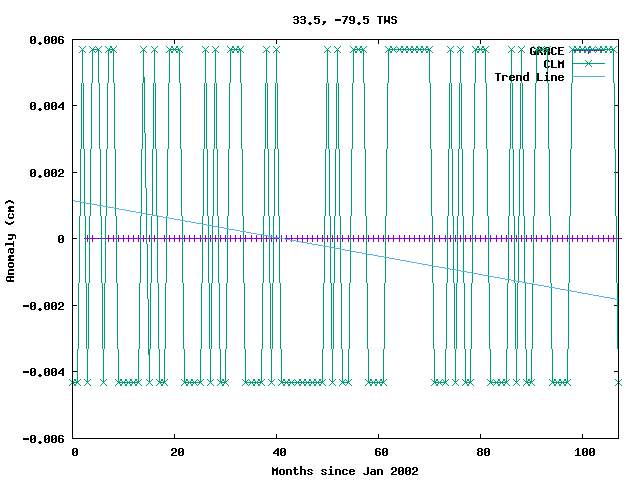 33.5, -79.5 TWS
GRACE
CLM
Trend Line
0.006
0.004
0.002
0
-0.002
-0.004
-0.006
Anomaly (cm)
0 20 40 60 80 100
Months since Jan 2002